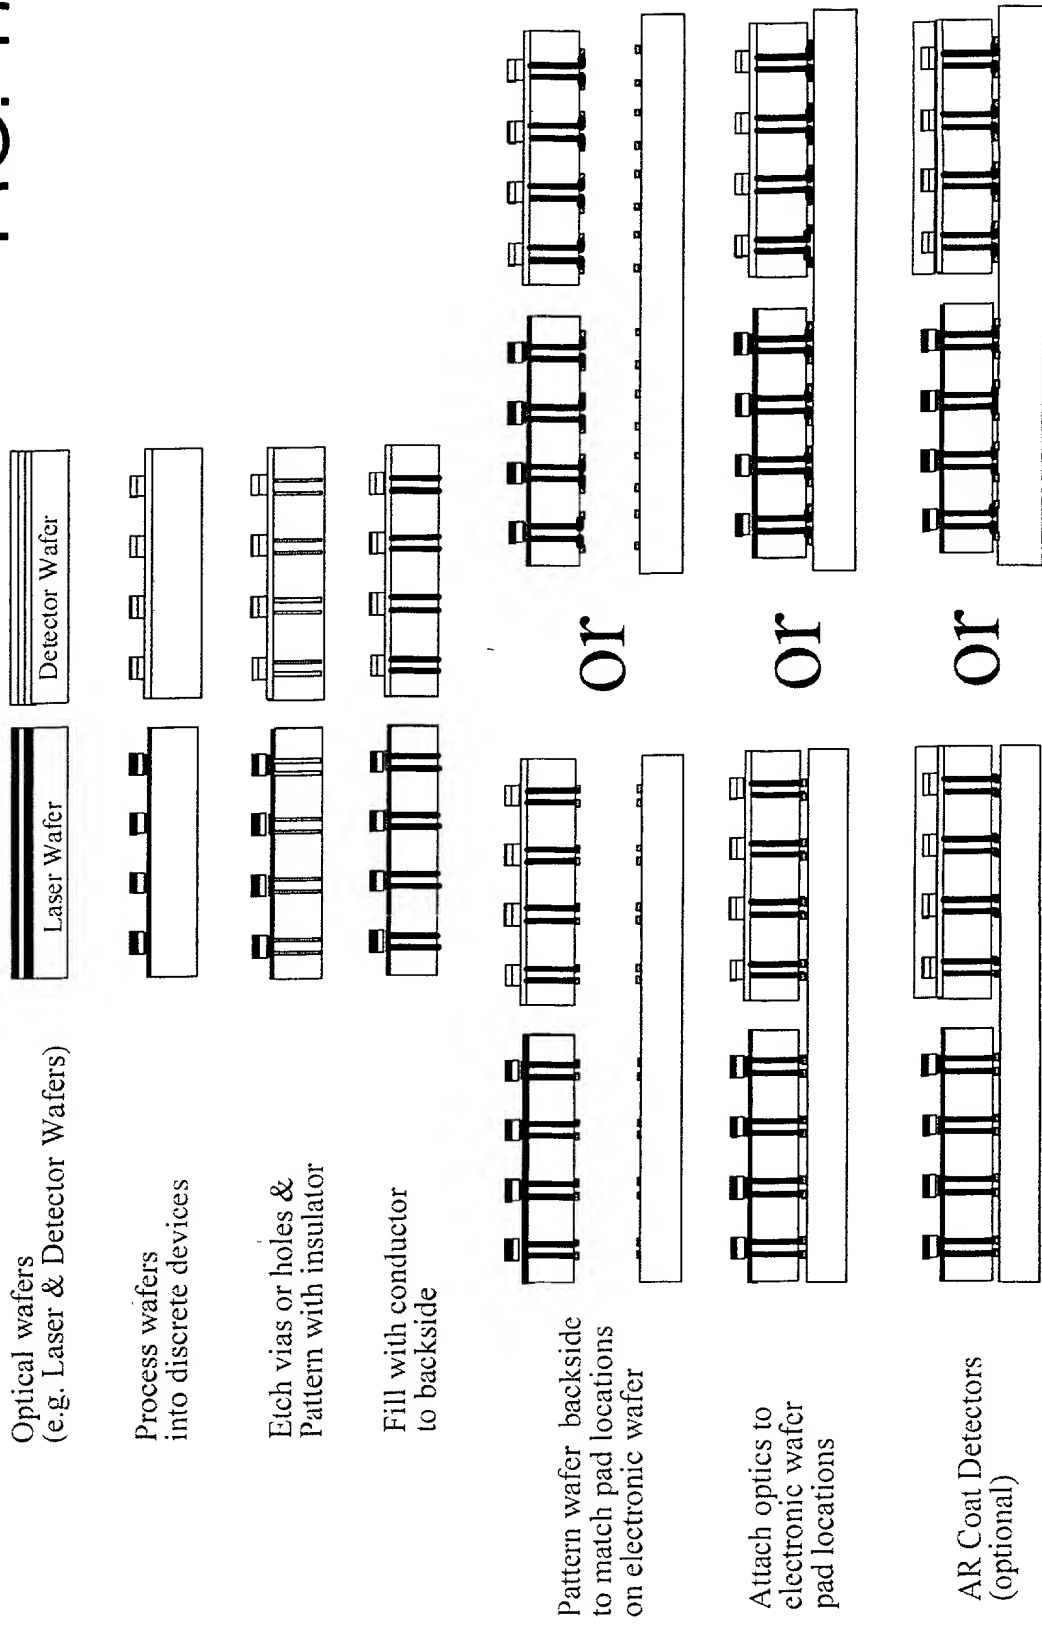 Optical wafers
(e.g. Laser & Detector Wafers)
Laser Wafer
Detector Wafer
Process wafers
into discrete devices
Etch vias or holes &
Pattern with insulator
Fill with conductor
to backside
Pattern wafer backside
to match pad locations
on electronic wafer
or
Attach optics to
electronic wafer
pad locations
or
AR Coat Detectors
(optional)
or